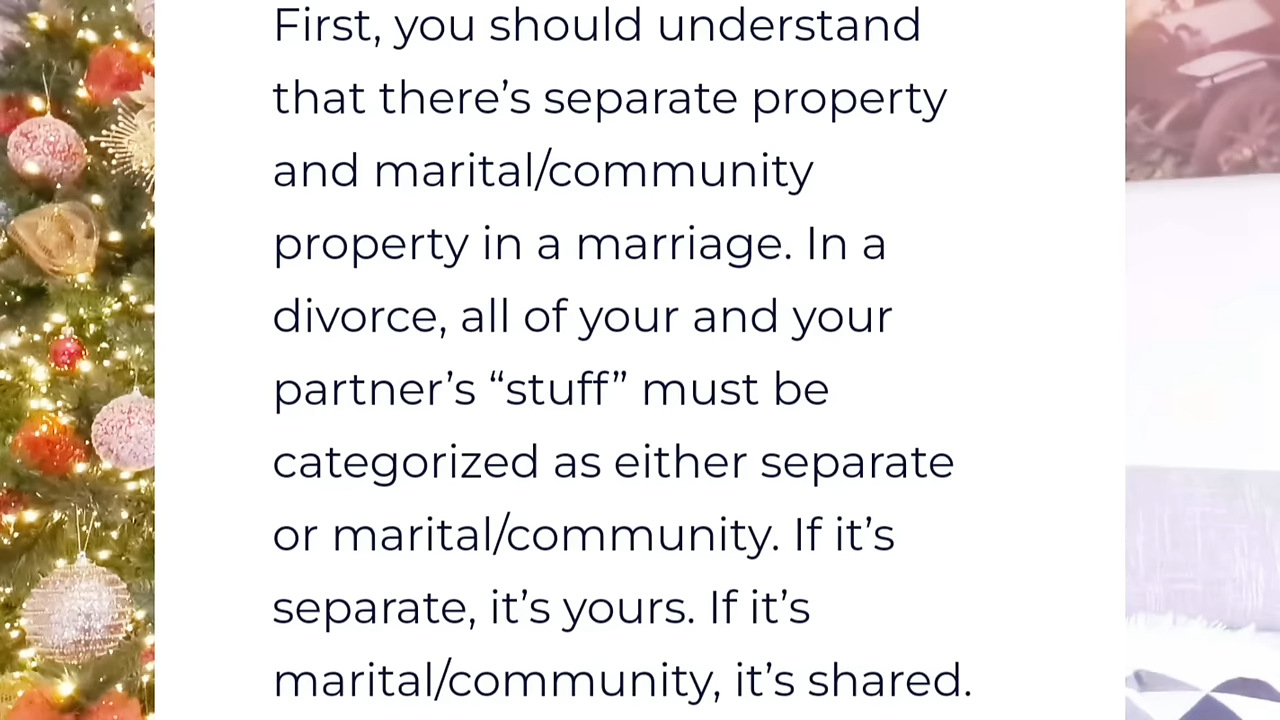 First, you should understand
that there’s separate property
and marital/community
property in a marriage. In a
divorce, all of your and your
partner’s “stuff” must be
categorized as either separate
or marital/community. If it’s
separate, it’s yours. If it’s
marital/community, it’s shared.